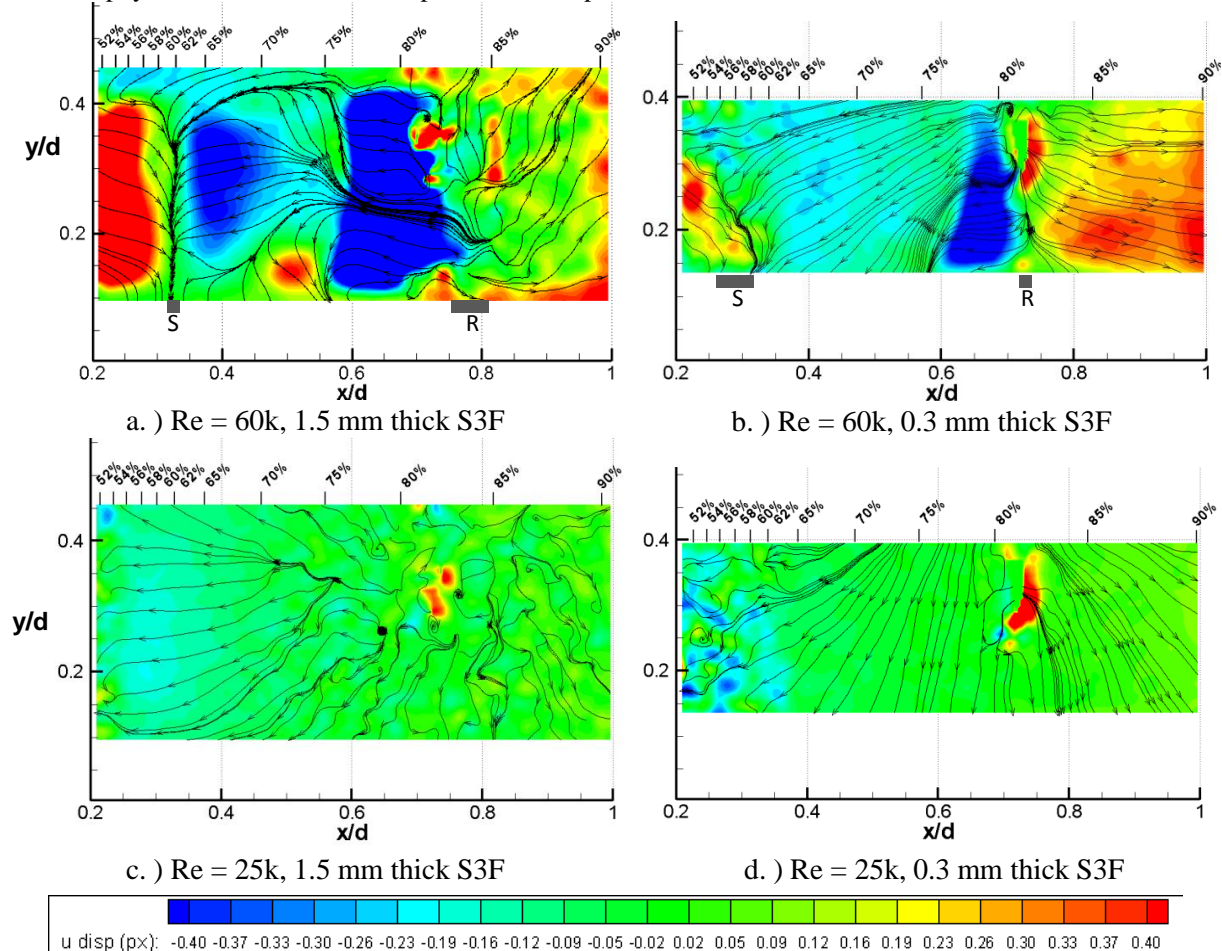 52% 54% 56% 58% 60% 62% 65% 70% 75% 80% 85% 90%
52% 54% 56% 58% 60% 62% 65% 70% 75% 80% 85% 90%
y/d
0.4
0.2
S
R
0.2 0.4 0.6 0.8 1
x/d
0.4
0.2
0
S
R
0.2 0.4 0.6 0.8 1
x/d
a. ) Re = 60k, 1.5 mm thick S3F
b. ) Re = 60k, 0.3 mm thick S3F
52% 54% 56% 58% 60% 62% 65% 70% 75% 80% 85% 90%
52% 54% 56% 58% 60% 62% 65% 70% 75% 80% 85% 90%
y/d
0.4
0.2
0
0.2 0.4 0.6 0.8 1
x/d
0.4
0.2
0
0.2 0.4 0.6 0.8 1
x/d
c. ) Re = 25k, 1.5 mm thick S3F
d. ) Re = 25k, 0.3 mm thick S3F
u disp (px): -0.40 -0.37 -0.33 -0.30 -0.26 -0.23 -0.19 -0.16 -0.12 -0.09 -0.05 -0.02 0.02 0.05 0.09 0.12 0.16 0.19 0.23 0.26 0.30 0.33 0.37 0.40